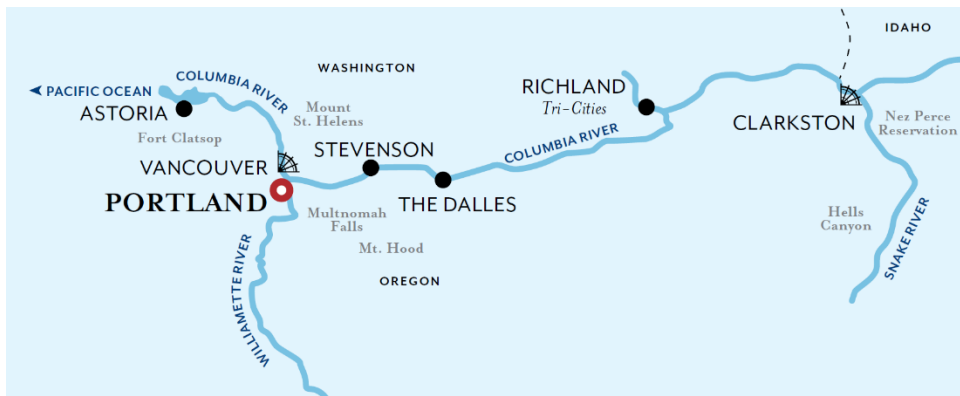 IDAHO
WASHINGTON
COLUMBIA RIVER
PACIFIC OCEAN
ASTORIA
RICHLAND
Tri-Cities
Mount
St. Helens
Fort Clatsop
CLARKSTON
Nez Perce
Reservation
STEVENSON
COLUMBIA RIVER
VANCOUVER
PORTLAND
THE DALLES
Multnomah
Falls
Mt. Hood
Hells
Canyon
SNAKE RIVER
OREGON
WILLIAMETTE RIVER